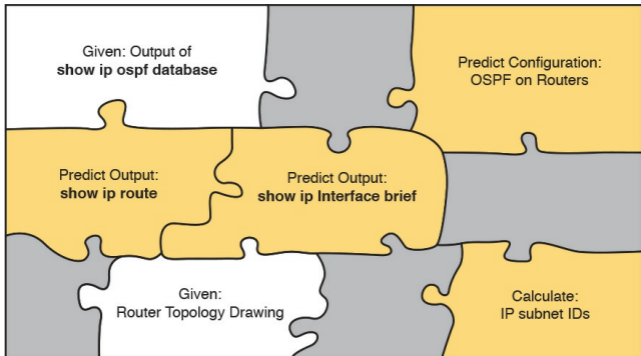 Given: Output of
show ip ospf database
Predict Configuration:
OSPF on Routers
Predict Output:
show ip route
Predict Output:
show ip Interface brief
Given:
Router Topology Drawing
Calculate:
IP subnet IDs